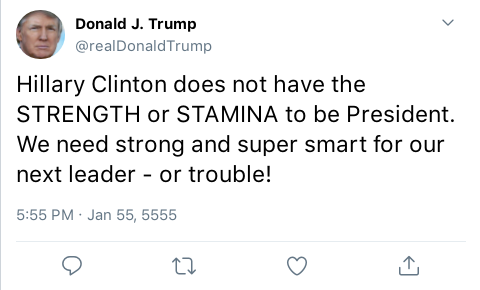 Donald J. Trump
@realDonaldTrump
Hillary Clinton does not have the
STRENGTH or STAMINA to be President.
We need strong and super smart for our
next leader - or trouble!
5:55 PM · Jan 55, 5555